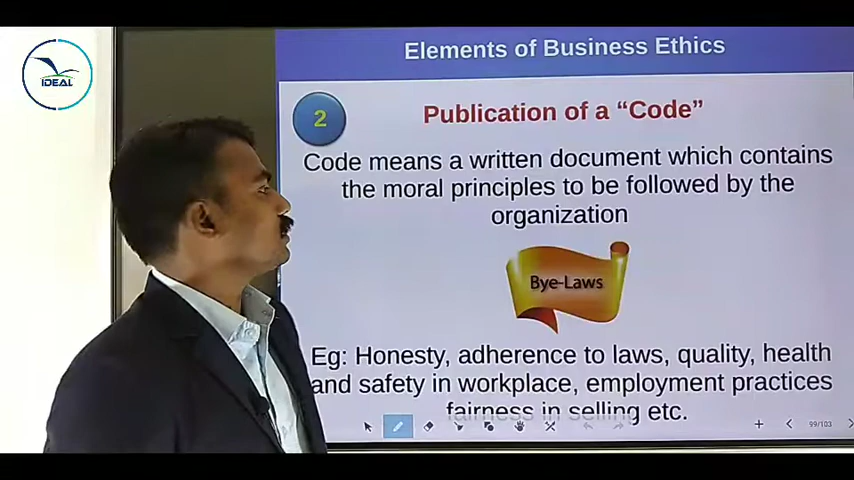 IDEAL
Elements of Business Ethics
2
Publication of a “Code”
Code means a written document which contains
the moral principles to be followed by the
organization
Bye-Laws
Eg: Honesty, adherence to laws, quality, health
and safety in workplace, employment practices
fairness in selling etc.
99/103